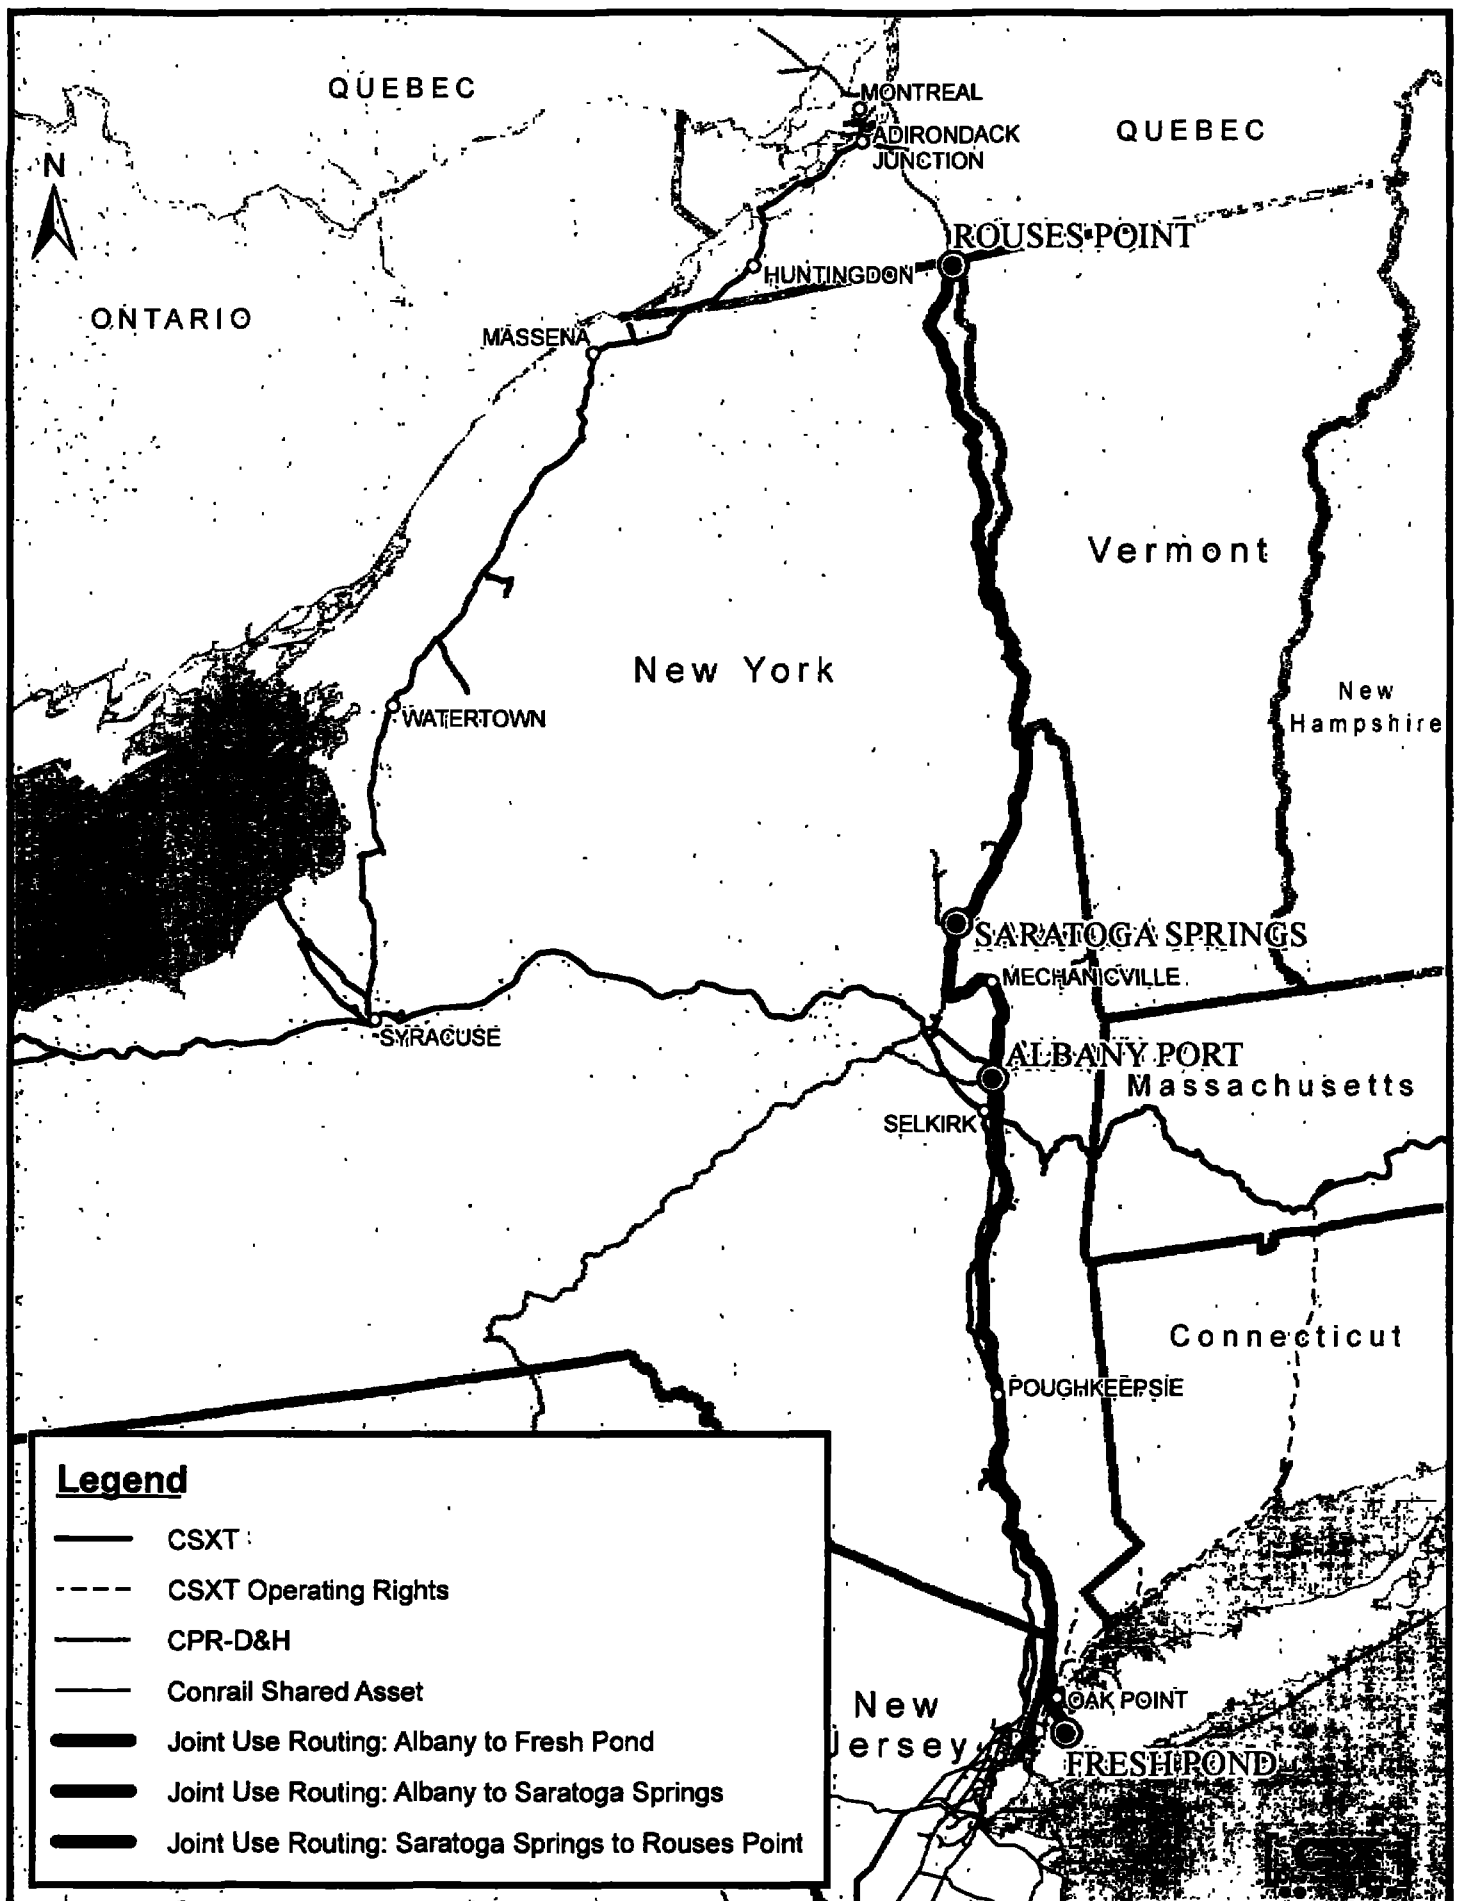 QUEBEC
MONTREAL
ADIRONDACK
JUNCTION
QUEBEC
N
ROUSES POINT
HUNTINGDON
ONTARIO
MASSENA
Vermont
New York
New
Hampshire
WATERTOWN
SARATOGA SPRINGS
MECHANICVILLE
SYRACUSE
ALBANY PORT
Massachusetts
SELKIRK
Connecticut
POUGHKEEPSIE
Legend
CSXT
CSXT Operating Rights
CPR-D&H
Conrail Shared Asset
Joint Use Routing: Albany to Fresh Pond
Joint Use Routing: Albany to Saratoga Springs
Joint Use Routing: Saratoga Springs to Rouses Point
OAK POINT
New
Jersey
FRESH POND